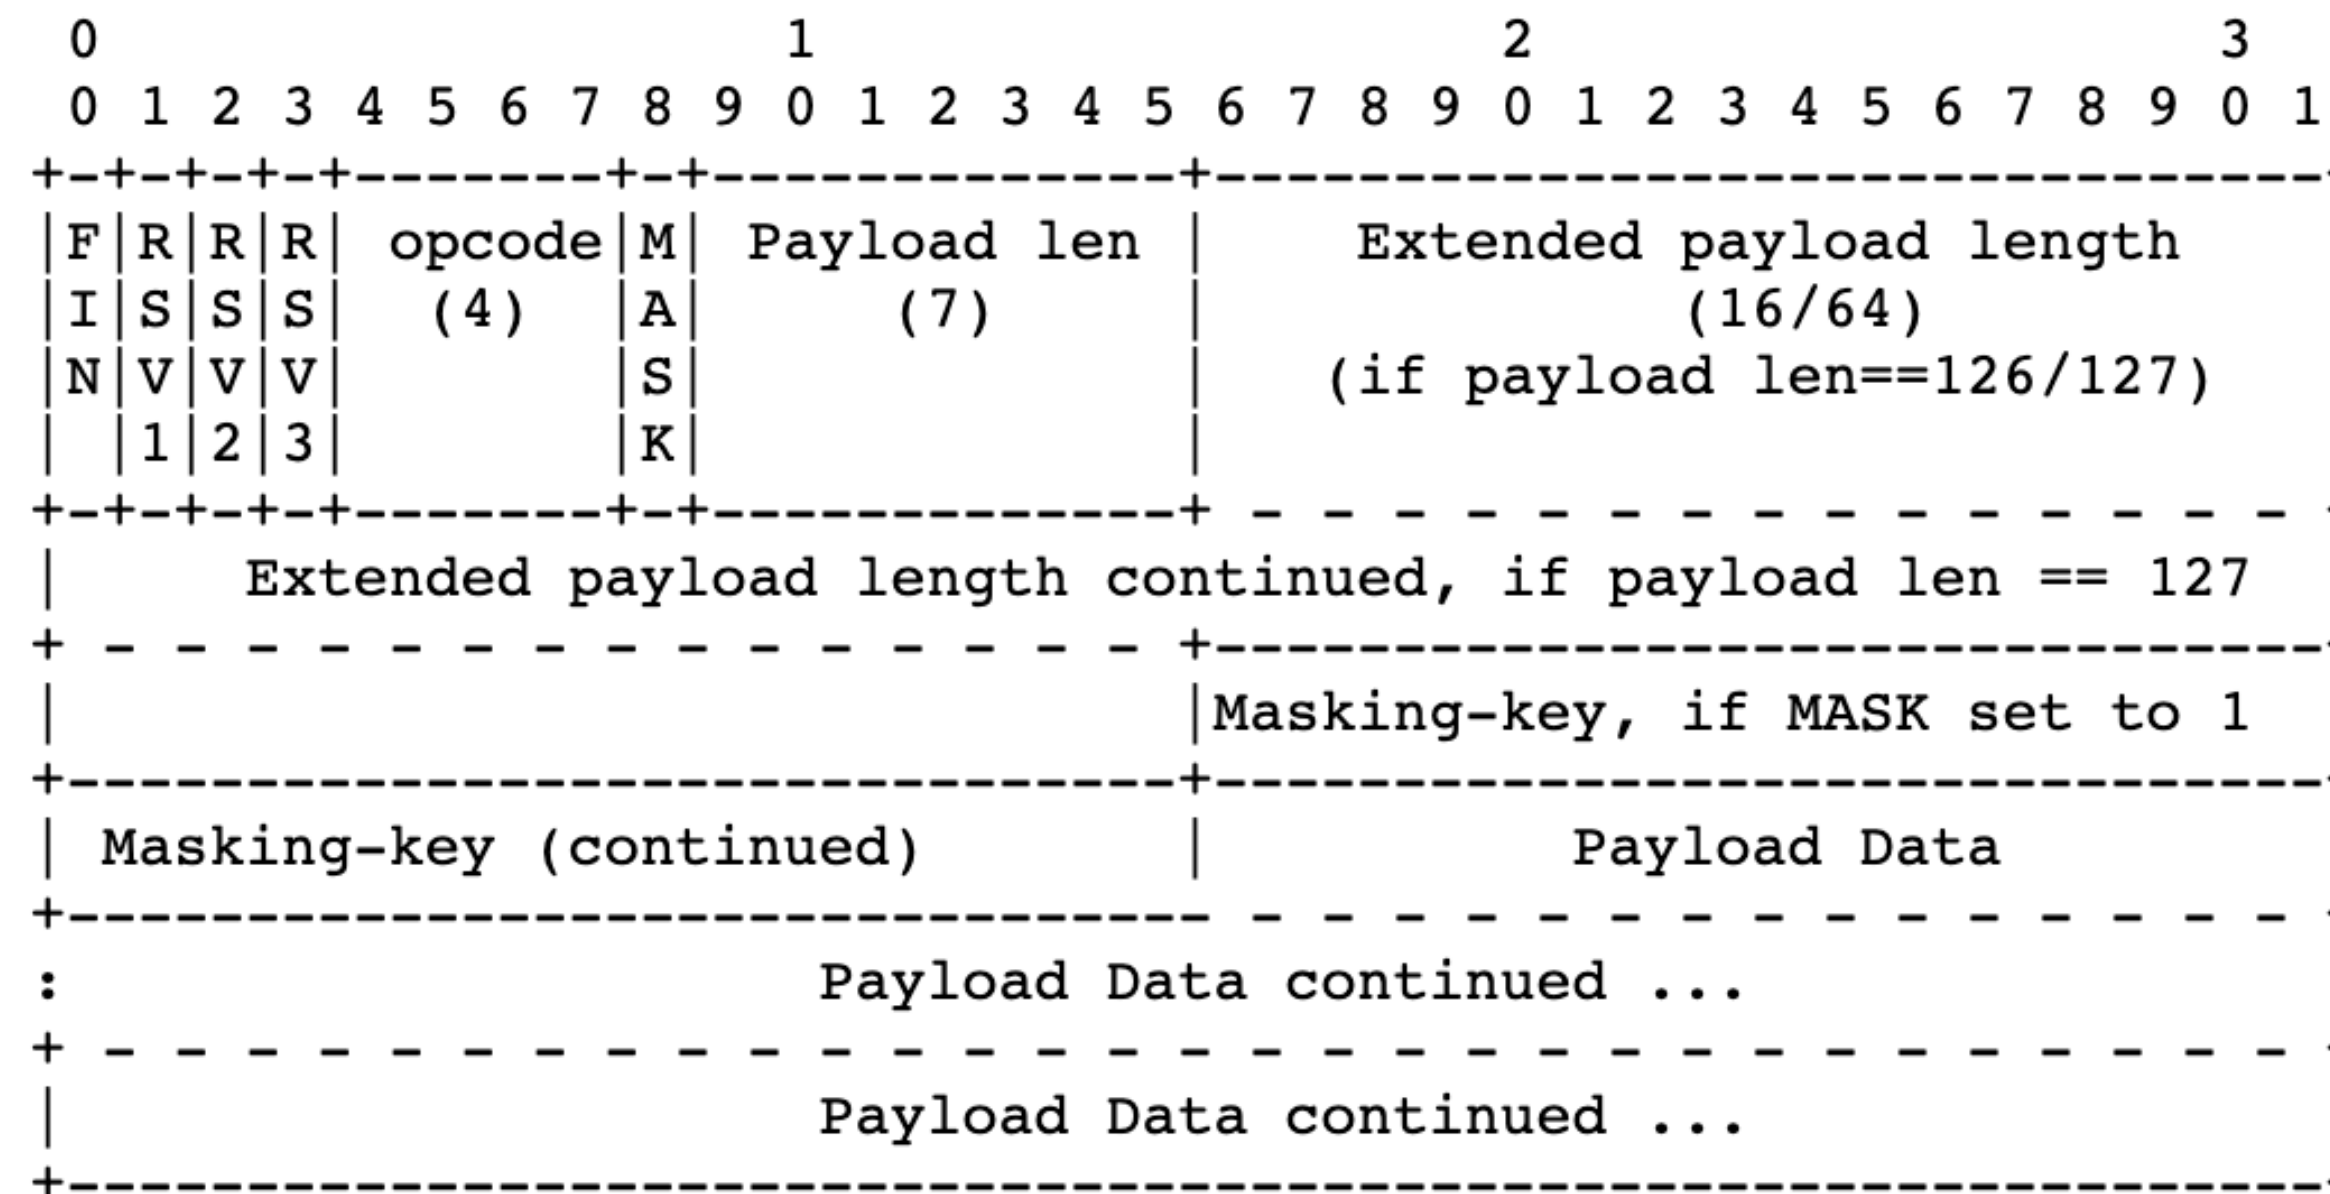 0                   1                   2                   3
 0 1 2 3 4 5 6 7 8 9 0 1 2 3 4 5 6 7 8 9 0 1 2 3 4 5 6 7 8 9 0 1
+-+-+-+-+-------+-+-------------+-------------------------------+
|F|R|R|R| opcode|M| Payload len |    Extended payload length
|I|S|S|S|  (4)  |A|     (7)     |             (16/64)
|N|V|V|V|       |S|             |   (if payload len==126/127)
| |1|2|3|       |K|             |
+-+-+-+-+-------+-+-------------+ - - - - - - - - - - - - - - - +
|     Extended payload length continued, if payload len == 127
+ - - - - - - - - - - - - - - - +-------------------------------+
|                               |Masking-key, if MASK set to 1
+-------------------------------+-------------------------------+
| Masking-key (continued)       |          Payload Data
+-------------------------------- - - - - - - - - - - - - - - - +
:                     Payload Data continued ...
+ - - - - - - - - - - - - - - - - - - - - - - - - - - - - - - - +
|                     Payload Data continued ...
+---------------------------------------------------------------+